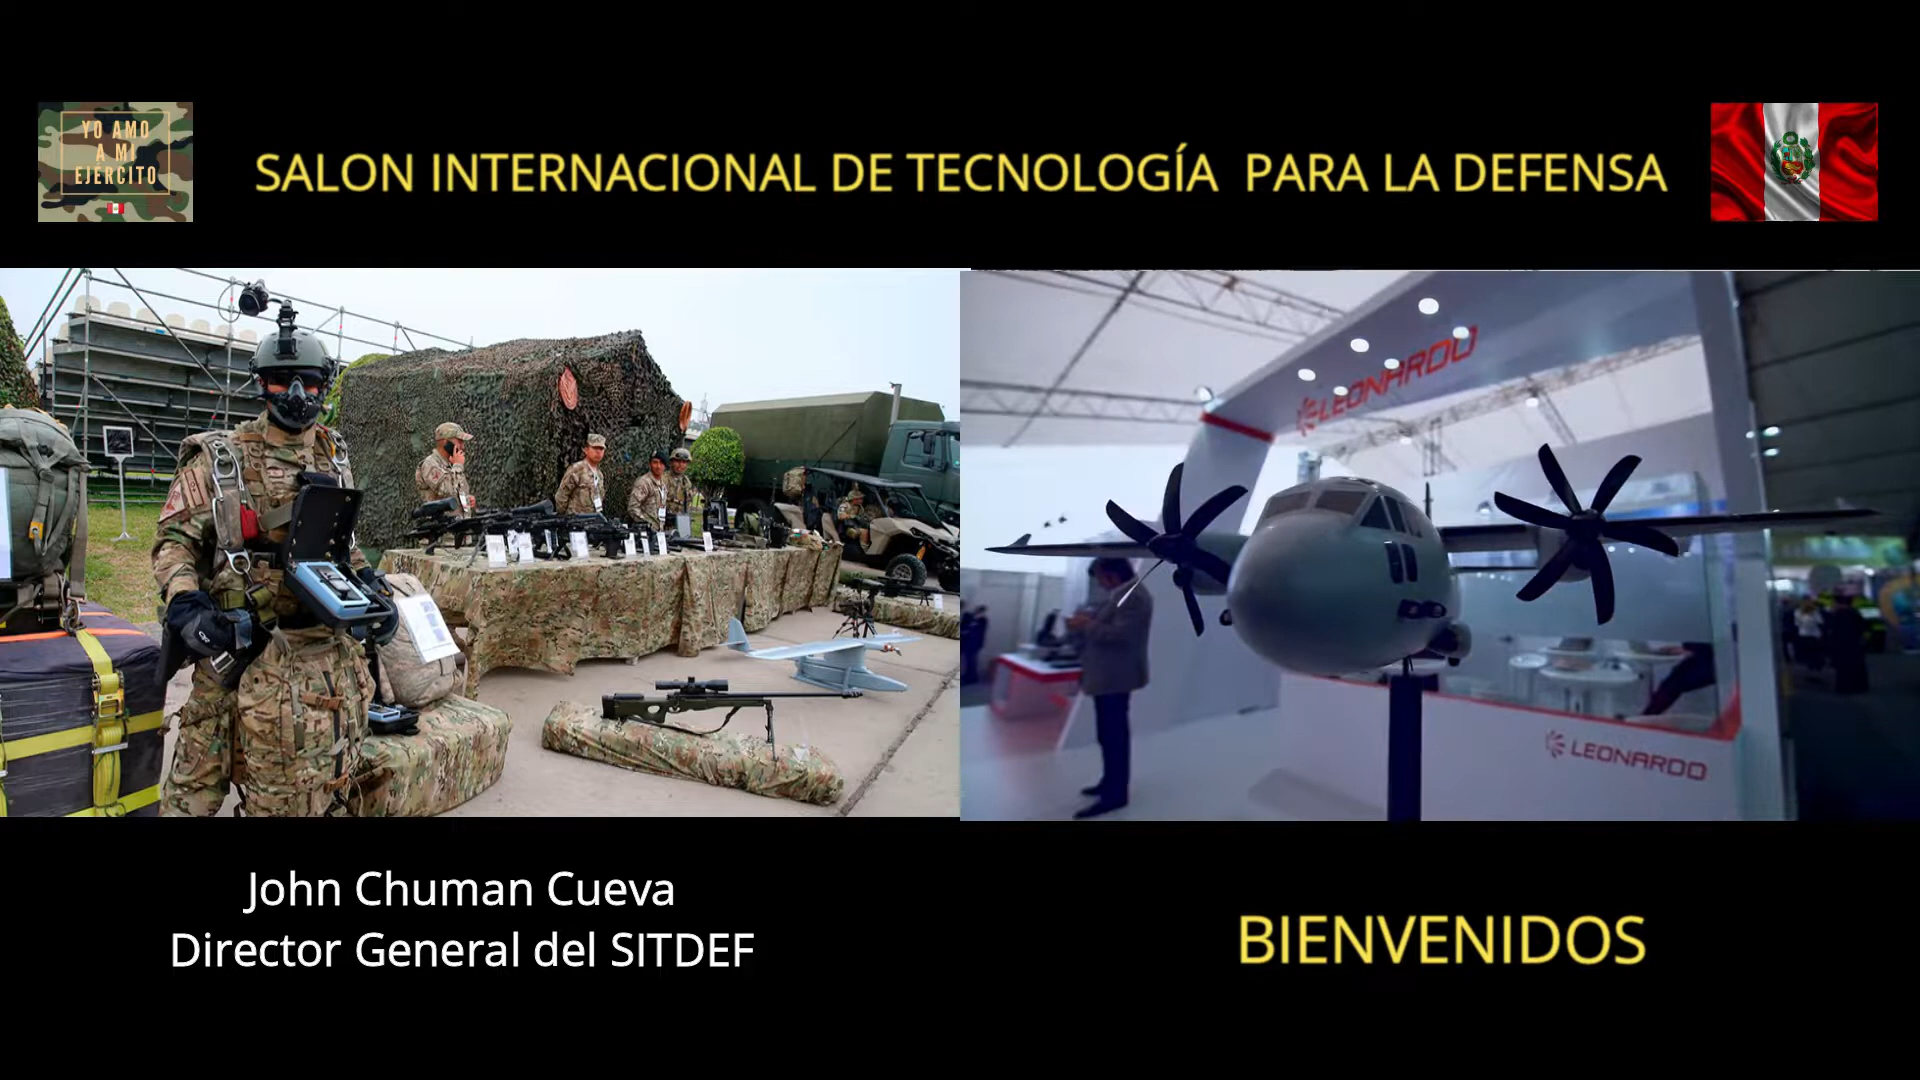 YO AMO
A MI
EJÉRCITO
SALON INTERNACIONAL DE TECNOLOGÍA  PARA LA DEFENSA
LEONARDO
LEONARDO
John Chuman Cueva
Director General del SITDEF
BIENVENIDOS